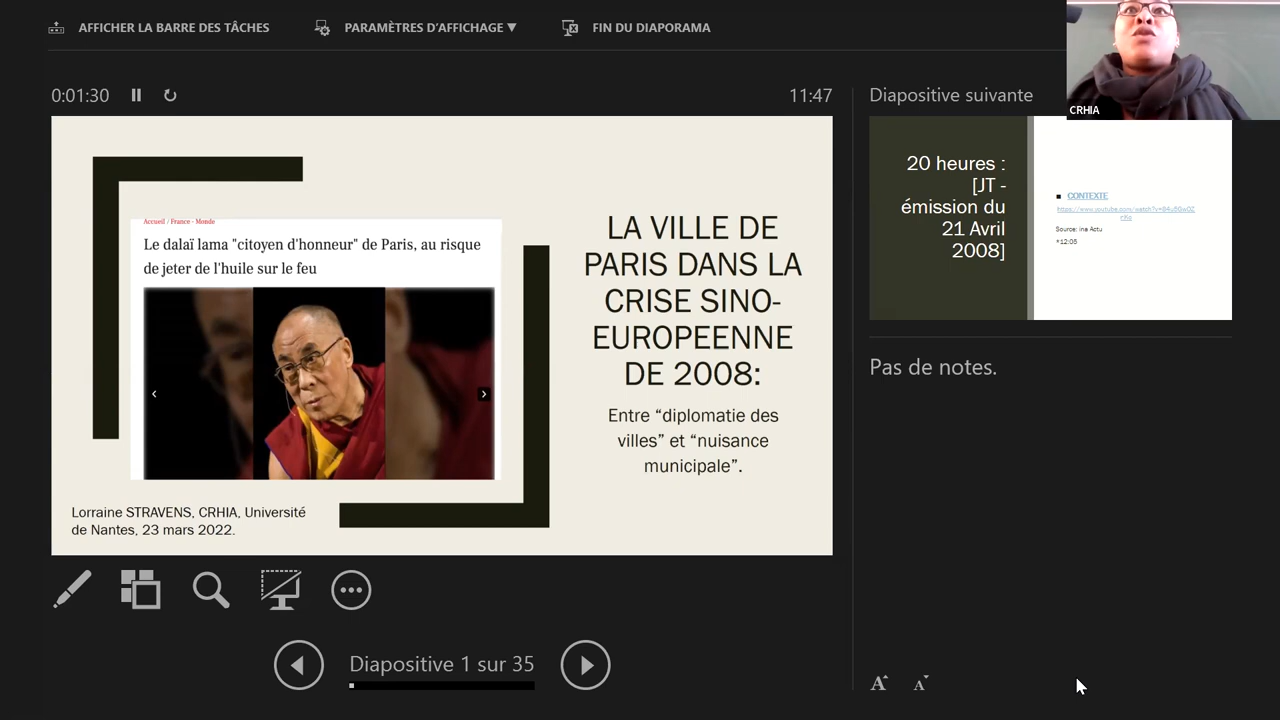 AFFICHER LA BARRE DES TÂCHES
PARAMÈTRES D'AFFICHAGE ▼
FIN DU DIAPORAMA
CRHIA
0:01:30
11:47
Diapositive suivante
Accueil / France - Monde
Le dalaï lama "citoyen d'honneur" de Paris, au risque
de jeter de l'huile sur le feu
LA VILLE DE
PARIS DANS LA
CRISE SINO-
EUROPEENNE
DE 2008:
Entre “diplomatie des
villes” et “nuisance
municipale”.
Lorraine STRAVENS, CRHIA, Université
de Nantes, 23 mars 2022.
20 heures :
[JT -
émission du
21 Avril
2008]
CONTEXTE
Source: ina Actu
Pas de notes.
Diapositive 1 sur 35
A
A